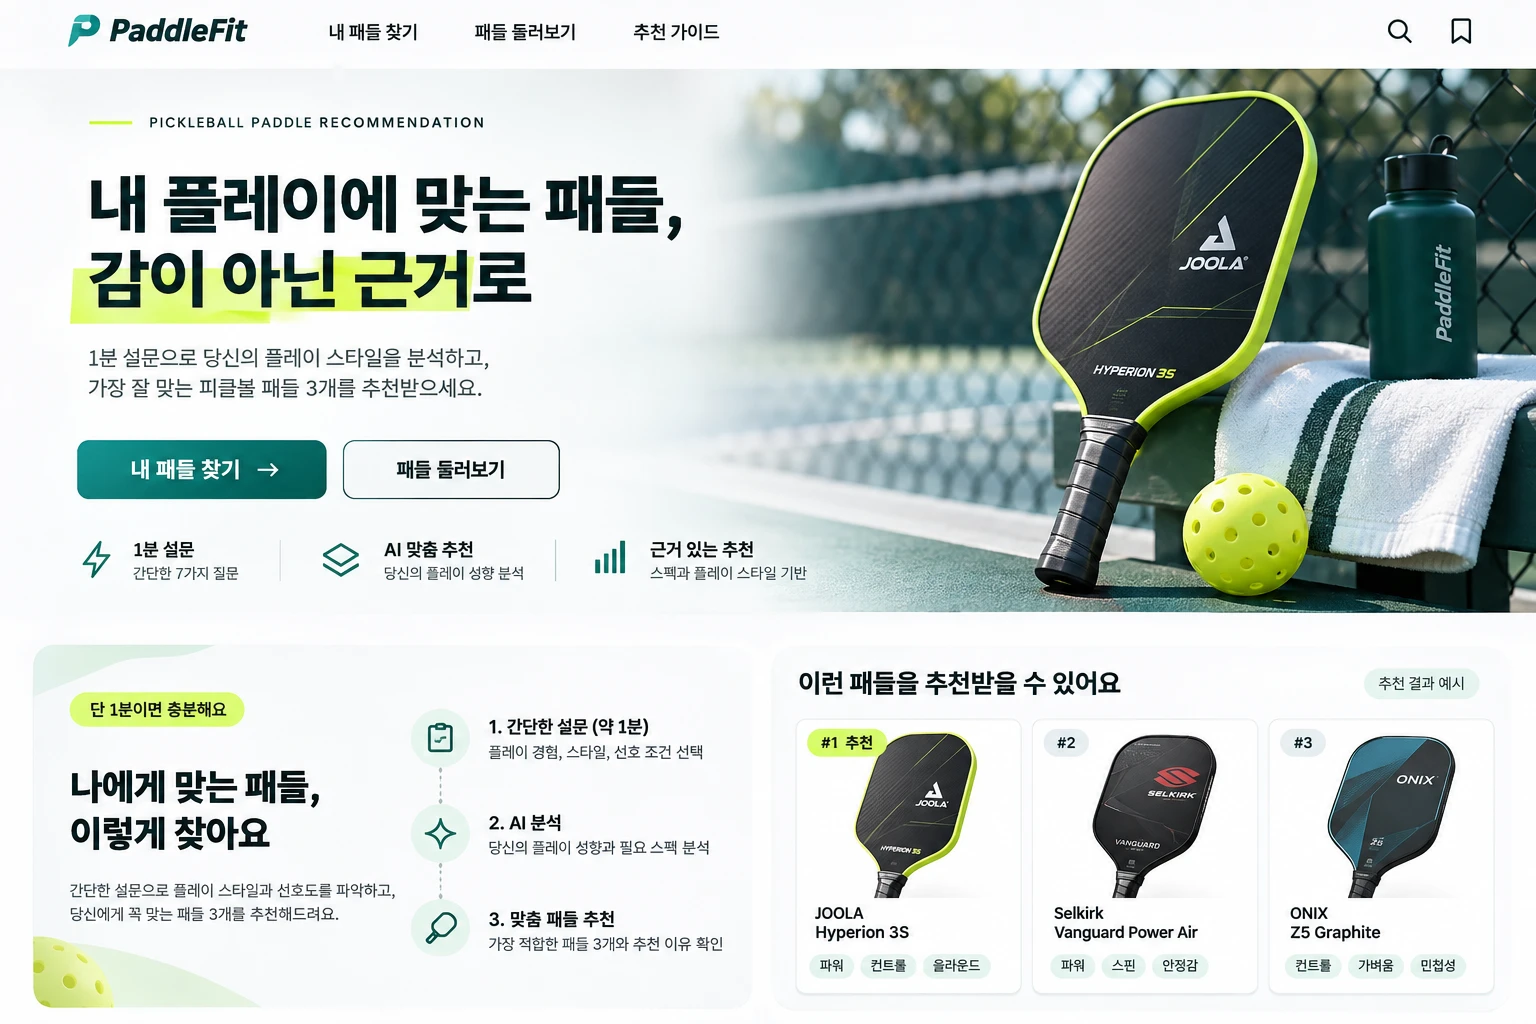 PaddleFit
내 패들 찾기
패들 둘러보기
추천 가이드
PICKLEBALL PADDLE RECOMMENDATION
내 플레이에 맞는 패들,
감이 아닌 근거로
1분 설문으로 당신의 플레이 스타일을 분석하고,
가장 잘 맞는 피클볼 패들 3개를 추천받으세요.
내 패들 찾기 →
패들 둘러보기
1분 설문
간단한 7가지 질문
AI 맞춤 추천
당신의 플레이 성향 분석
근거 있는 추천
스펙과 플레이 스타일 기반
JOOLA
HYPERION 3S
PaddleFit
단 1분이면 충분해요
나에게 맞는 패들,
이렇게 찾아요
간단한 설문으로 플레이 스타일과 선호도를 파악하고,
당신에게 꼭 맞는 패들 3개를 추천해드려요.
1. 간단한 설문 (약 1분)
플레이 경험, 스타일, 선호 조건 선택
2. AI 분석
당신의 플레이 성향과 필요 스펙 분석
3. 맞춤 패들 추천
가장 적합한 패들 3개와 추천 이유 확인
이런 패들을 추천받을 수 있어요
추천 결과 예시
#1 추천
JOOLA
HYPERION 3S
JOOLA
Hyperion 3S
파워
컨트롤
올라운드
#2
SELKIRK
VANGUARD
Selkirk
Vanguard Power Air
파워
스핀
안정감
#3
ONIX
Z5
ONIX
Z5 Graphite
컨트롤
가벼움
민첩성